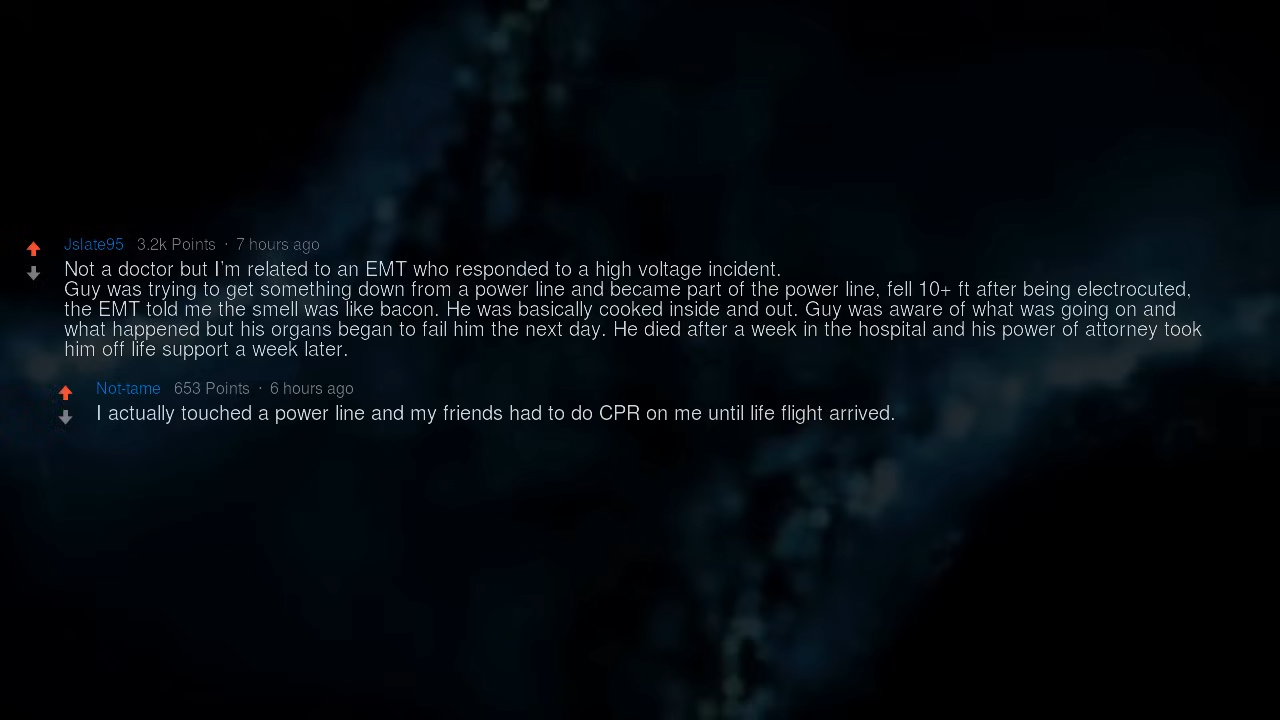 Jslate95 3.2k Points · 7 hours ago
Not a doctor but I'm related to an EMT who responded to a high voltage incident.
Guy was trying to get something down from a power line and became part of the power line, fell 10+ ft after being electrocuted,
the EMT told me the smell was like bacon. He was basically cooked inside and out. Guy was aware of what was going on and
what happened but his organs began to fail him the next day. He died after a week in the hospital and his power of attorney took
him off life support a week later.
Not-tame 653 Points · 6 hours ago
I actually touched a power line and my friends had to do CPR on me until life flight arrived.